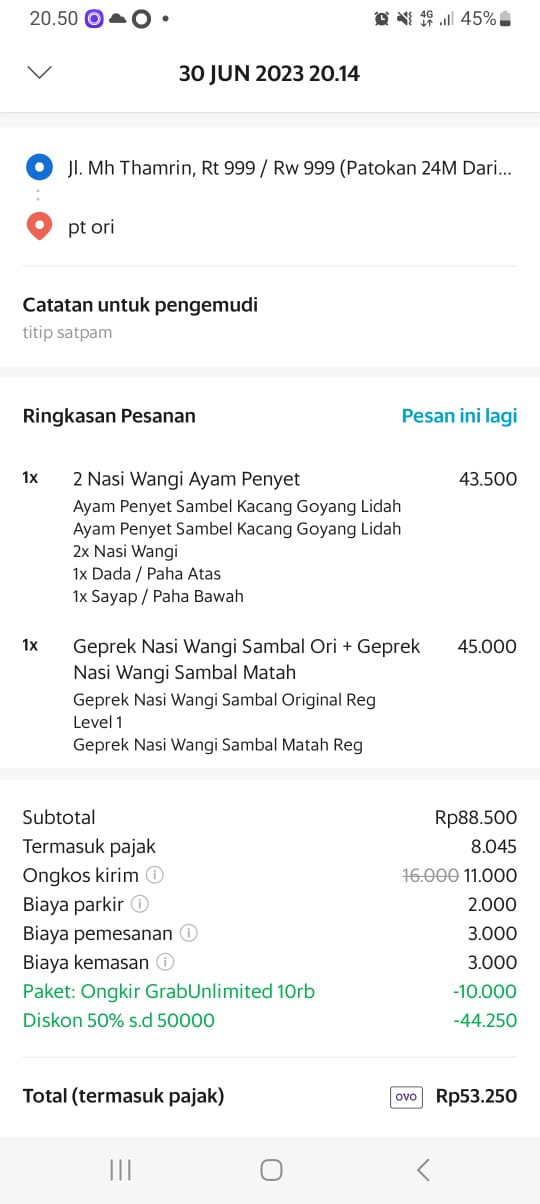 20.50 4G 45%
30 JUN 2023 20.14
Jl. Mh Thamrin, Rt 999 / Rw 999 (Patokan 24M Dari...
pt ori
Catatan untuk pengemudi
titip satpam
Ringkasan Pesanan Pesan ini lagi
1x 2 Nasi Wangi Ayam Penyet 43.500
Ayam Penyet Sambel Kacang Goyang Lidah
Ayam Penyet Sambel Kacang Goyang Lidah
2x Nasi Wangi
1x Dada / Paha Atas
1x Sayap / Paha Bawah
1x Geprek Nasi Wangi Sambal Ori + Geprek 45.000
Nasi Wangi Sambal Matah
Geprek Nasi Wangi Sambal Original Reg
Level 1
Geprek Nasi Wangi Sambal Matah Reg
Subtotal Rp88.500
Termasuk pajak 8.045
Ongkos kirim 16.000 11.000
Biaya parkir 2.000
Biaya pemesanan 3.000
Biaya kemasan 3.000
Paket: Ongkir GrabUnlimited 10rb -10.000
Diskon 50% s.d 50000 -44.250
Total (termasuk pajak) OVO Rp53.250